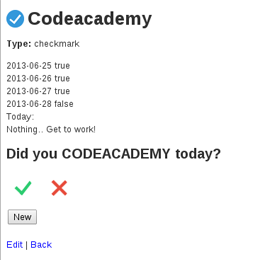 Codeacademy
Type: checkmark
2013-06-25 true
2013-06-26 true
2013-06-27 true
2013-06-28 false
Today:
Nothing.. Get to work!
Did you CODEACADEMY today?
New
Edit | Back